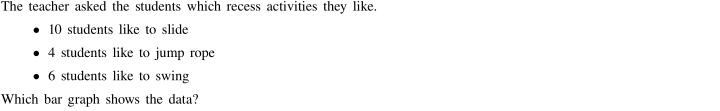 The teacher asked the students which recess activities they like.
• 10 students like to slide
• 4 students like to jump rope
• 6 students like to swing
Which bar graph shows the data?